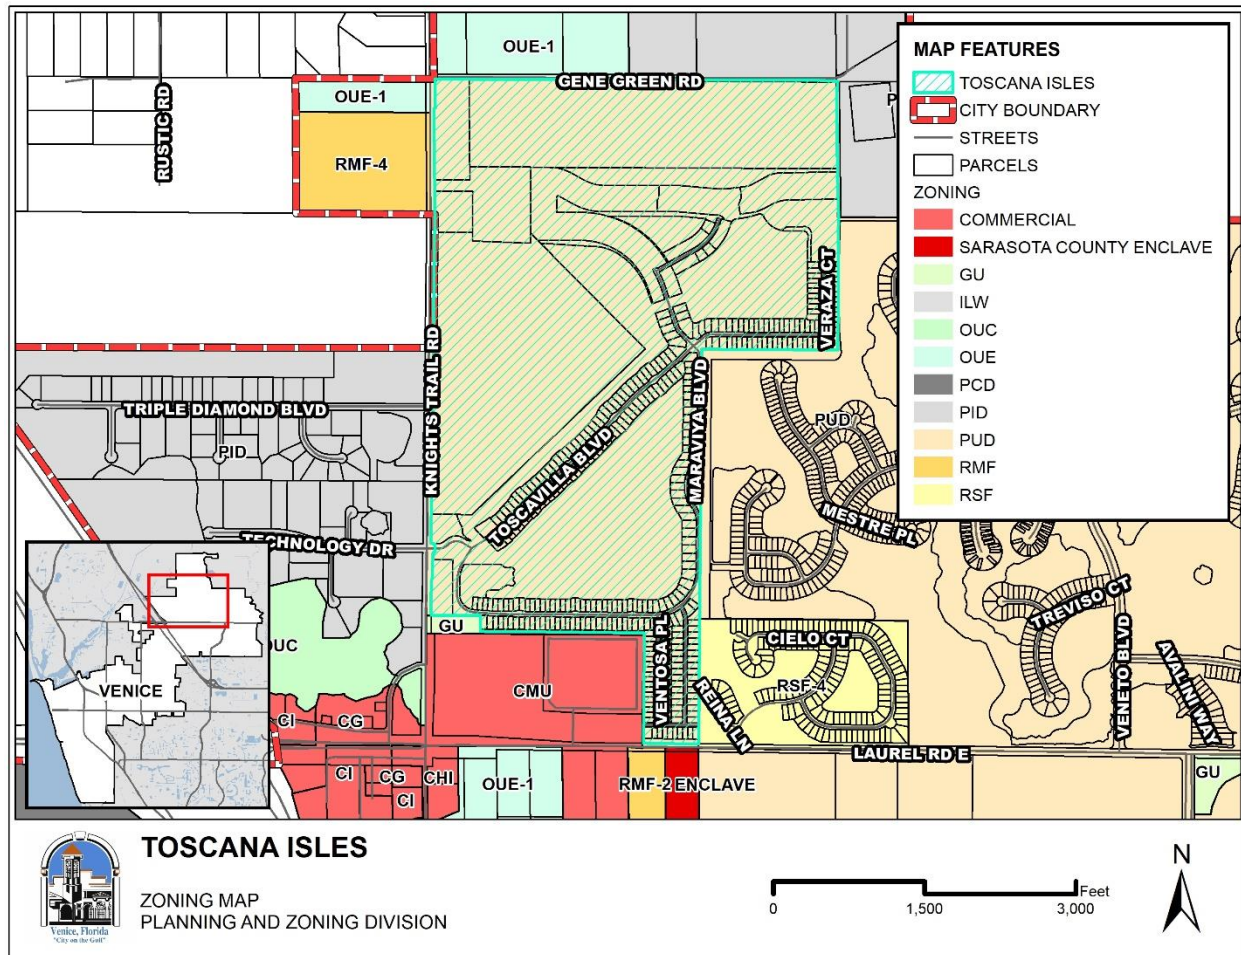 OUE-1
GENE GREEN RD
OUE-1
RUSTIC RD
RMF-4
MAP FEATURES
TOSCANA ISLES
CITY BOUNDARY
STREETS
PARCELS
ZONING
COMMERCIAL
SARASOTA COUNTY ENCLAVE
GU
ILW
OUC
OUE
PCD
PID
PUD
RMF
RSF
VERAZA CT
KNIGHTS TRAIL RD
MARAVIYA BLVD
TRIPLE DIAMOND BLVD
PID
PUD
TOSCAVILLA BLVD
MESTRE PL
TECHNOLOGY DR
TREVISO CT
GU
CIELO CT
VENTOSA PL
REINA LN
RSF-4
VENETO BLVD
AVALINI WAY
VENICE
CMU
CI
CG
LAUREL RD E
CI
CG
CHI
CI
OUE-1
RMF-2
ENCLAVE
GU
TOSCANA ISLES
ZONING MAP
PLANNING AND ZONING DIVISION
Venice, Florida
"City on the Gulf"
Feet
0
1,500
3,000
N